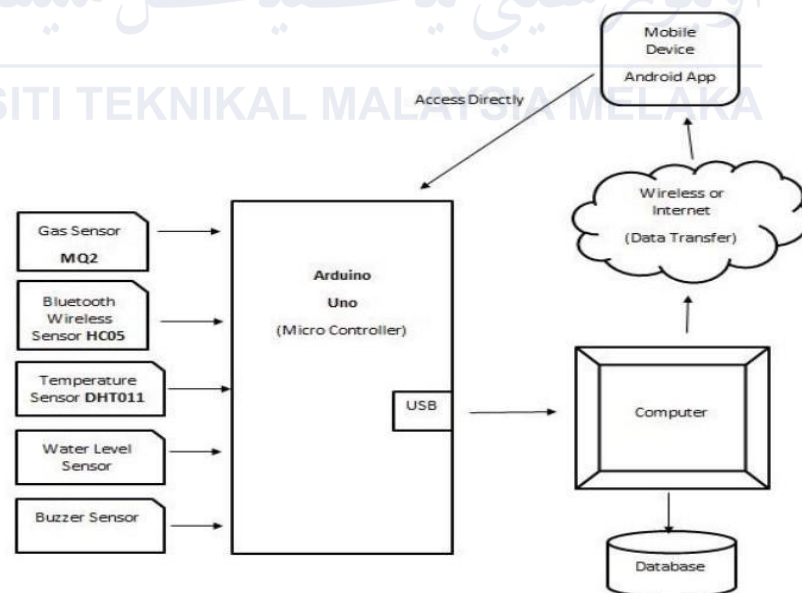 SITI TEKNIKAL MALAYSIA MELAKA
Mobile
Device
Android App
Access Directly
Wireless or
Internet
(Data Transfer)
Gas Sensor
MQ2
Bluetooth
Wireless
Sensor HC05
Temperature
Sensor DHT011
Water Level
Sensor
Buzzer Sensor
Arduino
Uno
(Micro Controller)
USB
Computer
Database